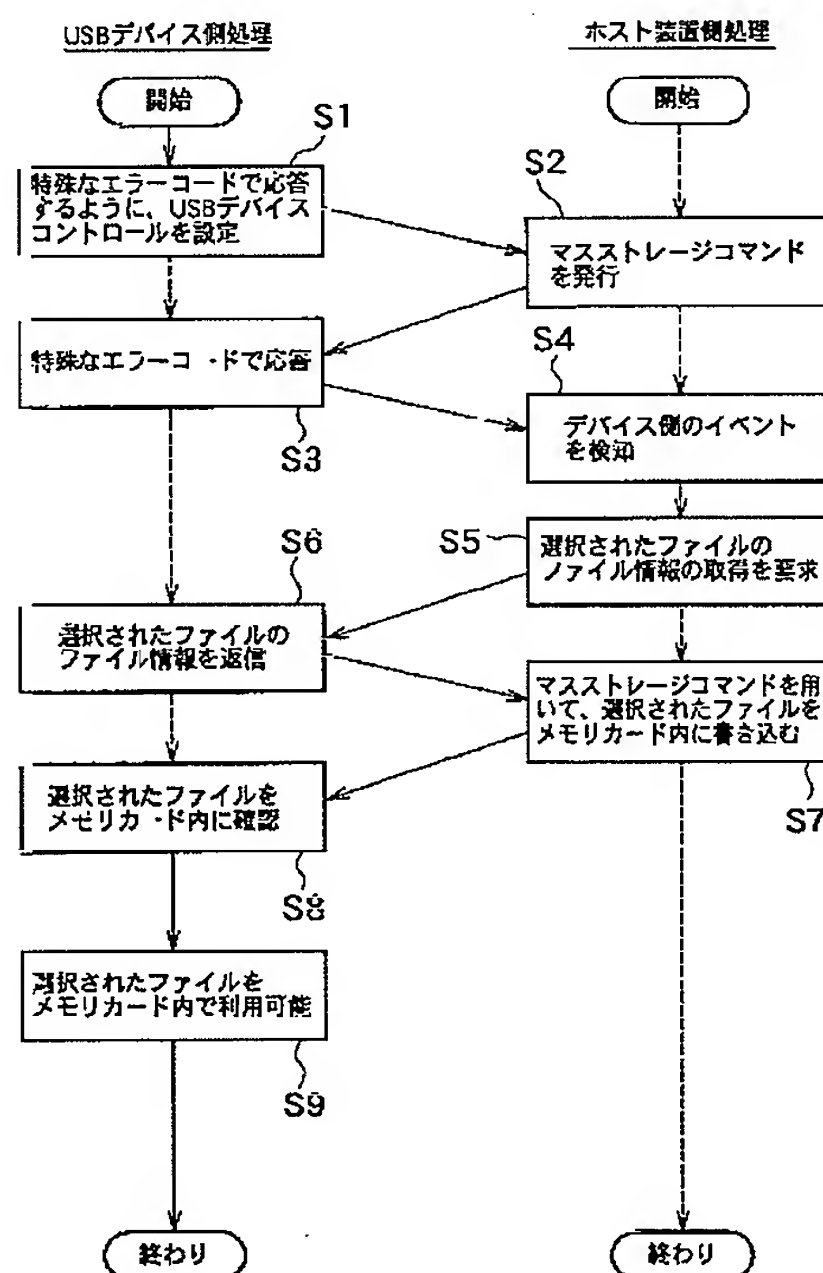 USBデバイス側処理
ホスト装置側処理
開始
開始
S1
特殊なエラーコードで応答
するように、USBデバイス
コントロールを設定
S2
マスストレージコマンド
を発行
特殊なエラーコードで応答
S3
S4
デバイス側のイベント
を検知
S5
選択されたファイルの
ファイル情報の取得を要求
S6
選択されたファイルの
ファイル情報を返信
マスストレージコマンドを用
いて、選択されたファイルを
メモリカード内に書き込む
S7
選択されたファイルを
メモリカード内に確認
S8
選択されたファイルを
メモリカード内で利用可能
S9
終わり
終わり